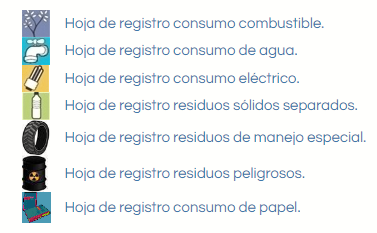 Hoja de registro consumo combustible.
Hoja de registro consumo de agua.
Hoja de registro consumo eléctrico.
Hoja de registro residuos sólidos separados.
Hoja de registro residuos de manejo especial.
Hoja de registro residuos peligrosos.
Hoja de registro consumo de papel.